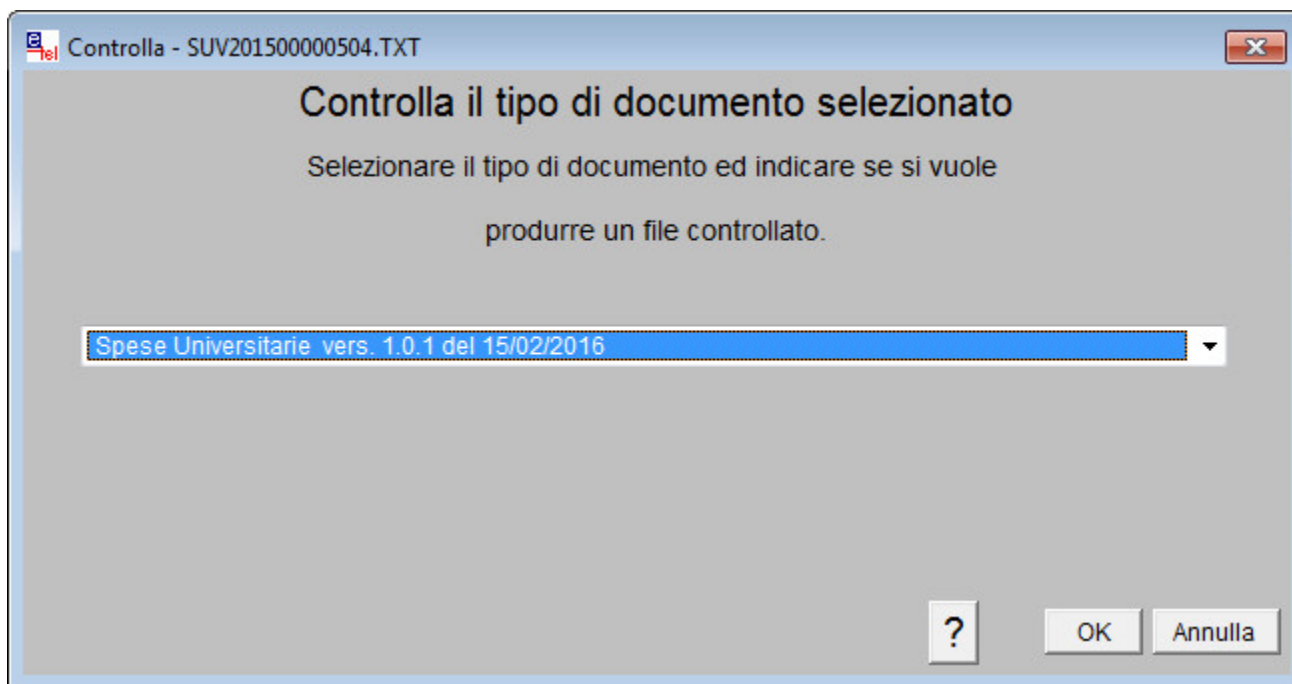 e
tel
Controlla - SUV201500000504.TXT
Controlla il tipo di documento selezionato
Selezionare il tipo di documento ed indicare se si vuole
produrre un file controllato.
Spese Universitarie vers. 1.0.1 del 15/02/2016
?
OK
Annulla